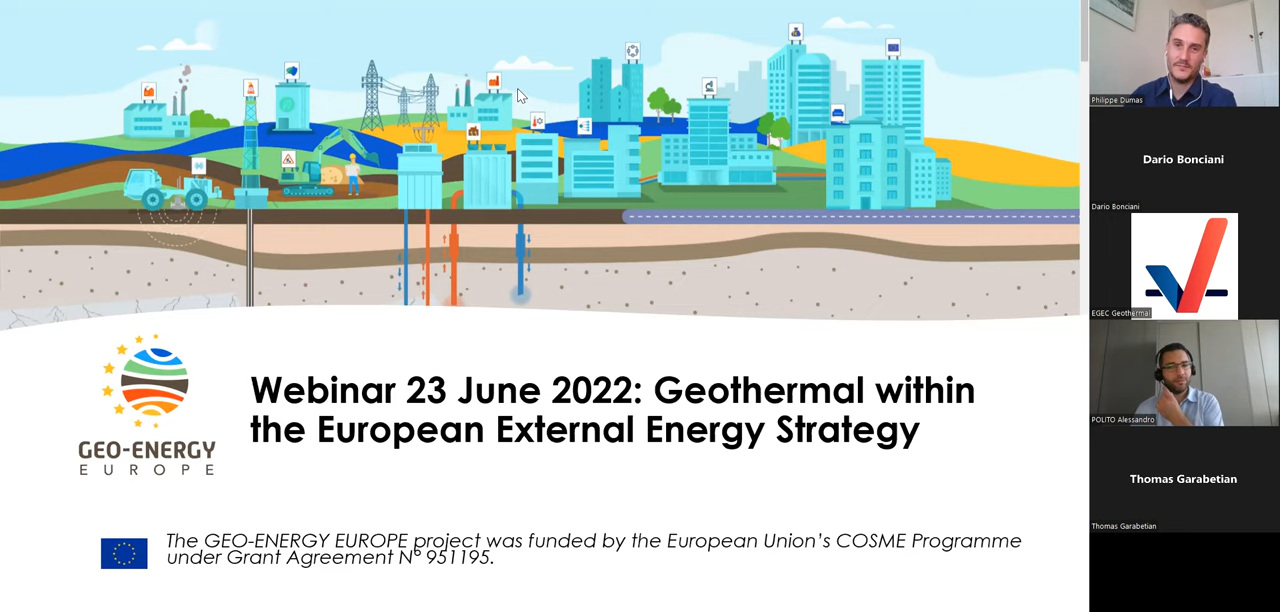 Webinar 23 June 2022: Geothermal within
the European External Energy Strategy
GEO-ENERGY
EUROPE
The GEO-ENERGY EUROPE project was funded by the European Union’s COSME Programme
under Grant Agreement N° 951195.
Philippe Dumas
Dario Bonciani
Dario Bonciani
EGEC Geothermal
POLITO Alessandro
Thomas Garabetian
Thomas Garabetian